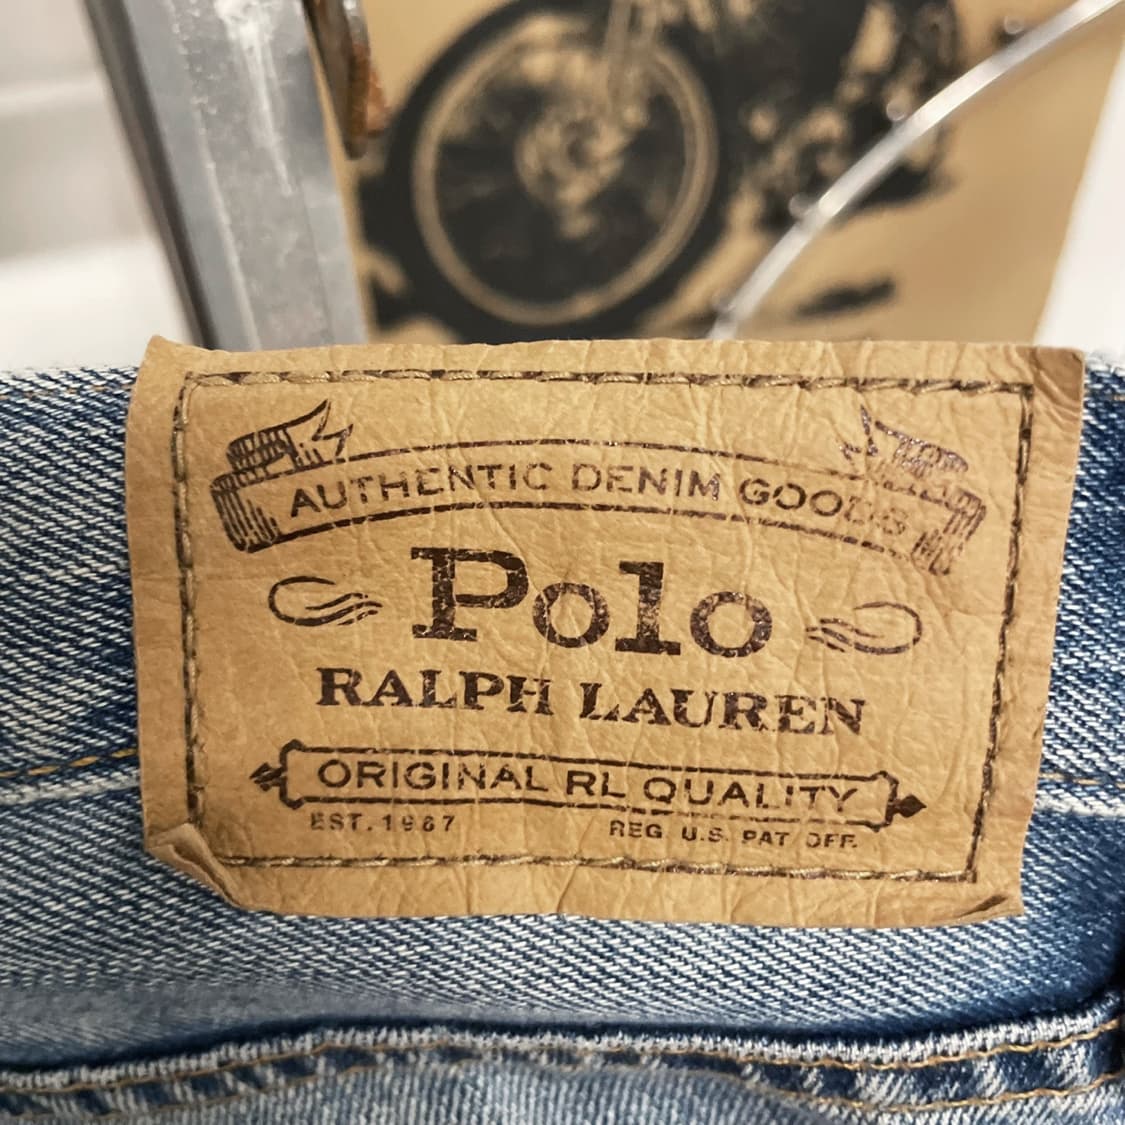 AUTHENTIC DENIM GOODS
Polo
RALPH LAUREN
ORIGINAL RL QUALITY
EST. 1967
REG. U.S. PAT OFF.